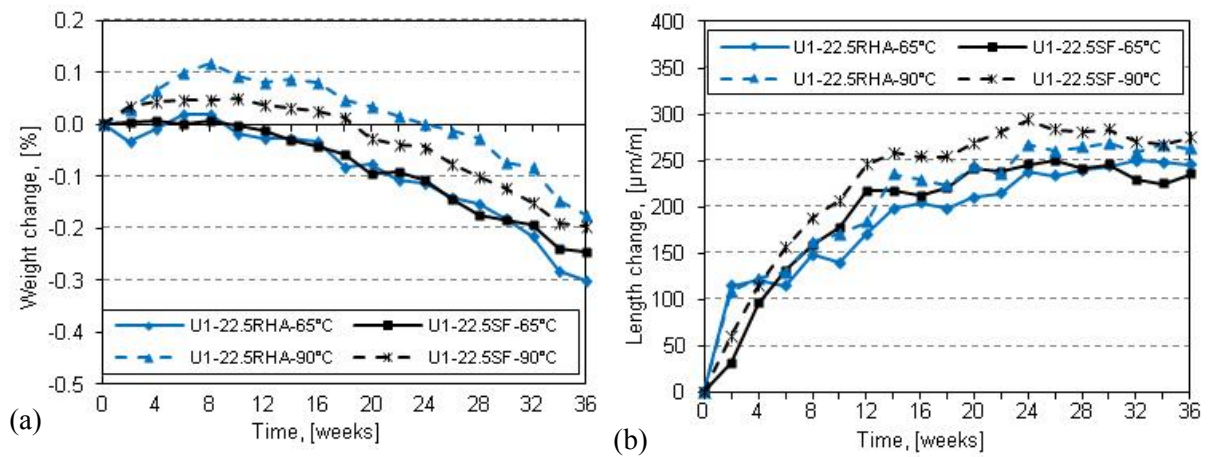 0.2
0.1
0.0
-0.1
-0.2
-0.3
-0.4
-0.5
Weight change, [%]
U1-22.5RHA-65°C
U1-22.5SF-65°C
U1-22.5RHA-90°C
U1-22.5SF-90°C
0 4 8 12 16 20 24 28 32 36
Time, [weeks]
(a)
400
350
300
250
200
150
100
50
0
Length change, [µm/m]
U1-22.5RHA-65°C
U1-22.5SF-65°C
U1-22.5RHA-90°C
U1-22.5SF-90°C
0 4 8 12 16 20 24 28 32 36
Time, [weeks]
(b)